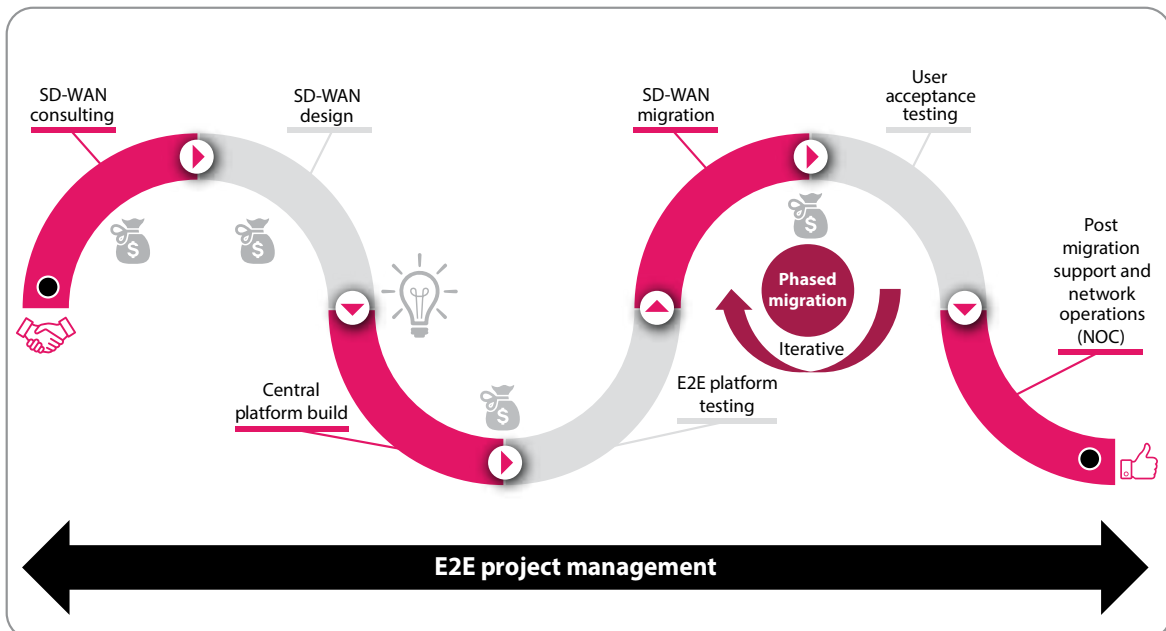 SD-WAN
consulting
SD-WAN
design
Central
platform build
E2E platform
testing
SD-WAN
migration
Phased
migration
Iterative
User
acceptance
testing
Post
migration
support and
network
operations
(NOC)
$
$
$
$
E2E project management